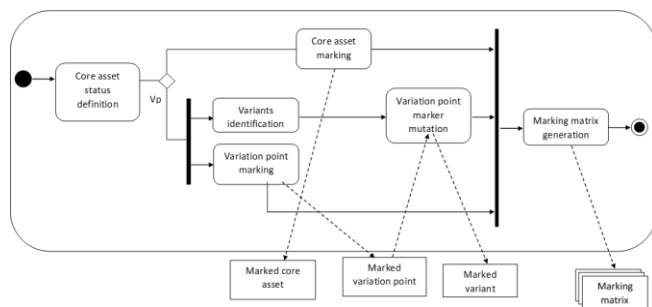 Core asset
marking
Core asset
status
definition
Vp
Variants
identification
Variation point
marker
mutation
Marking matrix
generation
Variation point
marking
Marked core
asset
Marked
variation point
Marked
variant
Marking
matrix